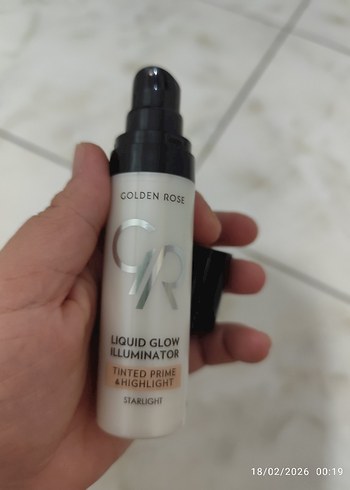 GOLDEN ROSE
GR
LIQUID GLOW
ILLUMINATOR
TINTED PRIME
&HIGHLIGHT
STARLIGHT
18/02/2026 00:19